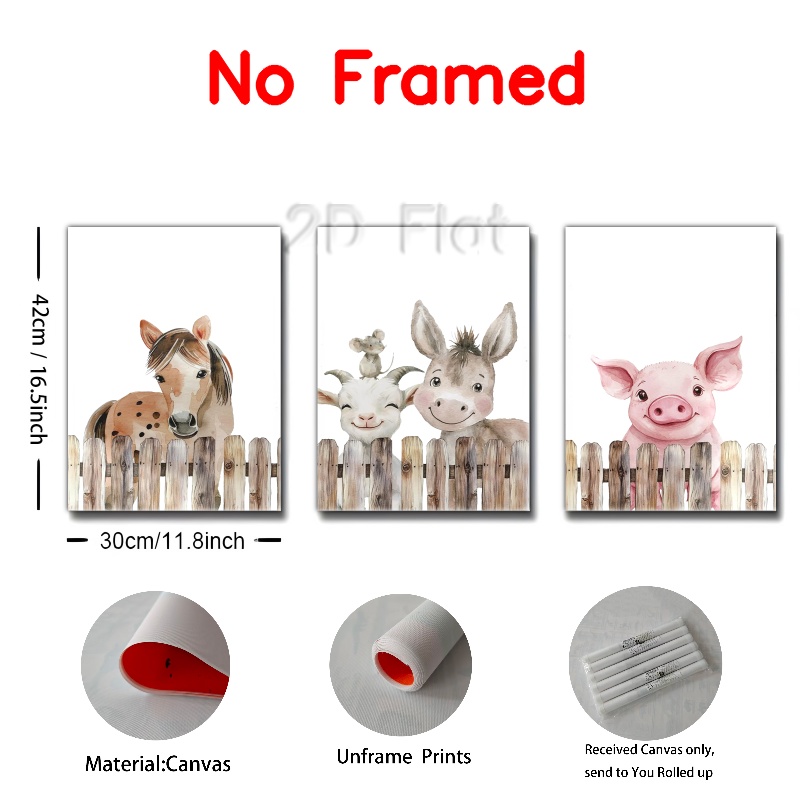 No Framed
2D Flat
42cm / 16.5inch
30cm/11.8inch
Material:Canvas
Unframe Prints
Received Canvas only,
send to You Rolled up